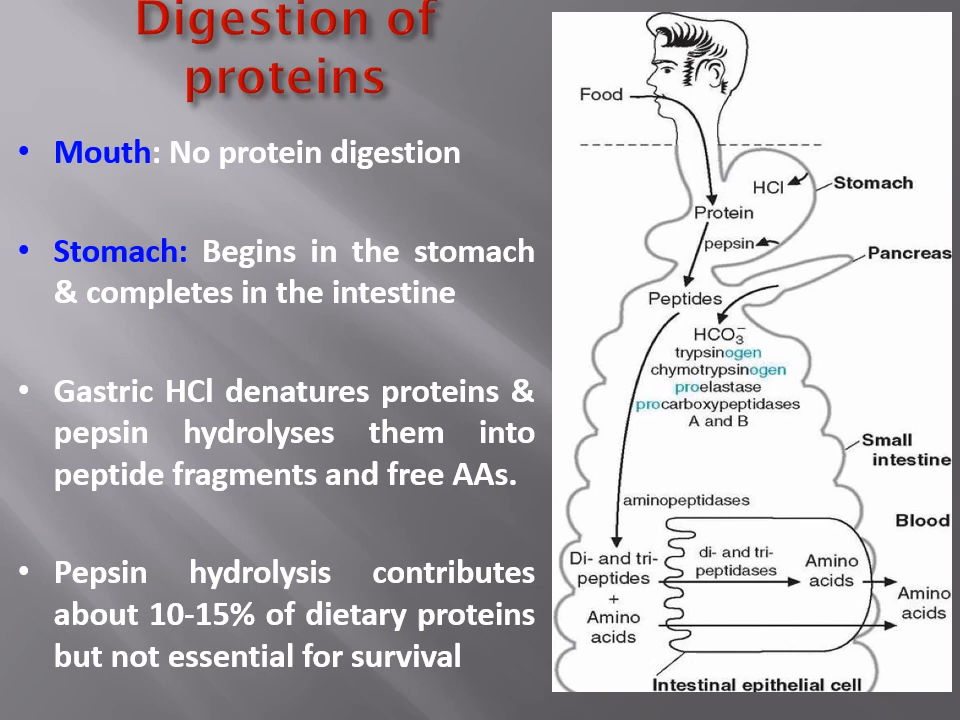 Digestion of
proteins
• Mouth: No protein digestion
• Stomach: Begins in the stomach
& completes in the intestine
• Gastric HCl denatures proteins &
pepsin hydrolyses them into
peptide fragments and free AAs.
• Pepsin hydrolysis contributes
about 10-15% of dietary proteins
but not essential for survival
Food
HCl
Stomach
Protein
pepsin
Pancreas
Peptides
HCO₃⁻
trypsinogen
chymotrypsinogen
proelastase
procarboxypeptidases
A and B
Small
intestine
aminopeptidases
Blood
Di- and tri-
peptides
+
Amino
acids
di- and tri-
peptidases
Amino
acids
Amino
acids
Intestinal epithelial cell